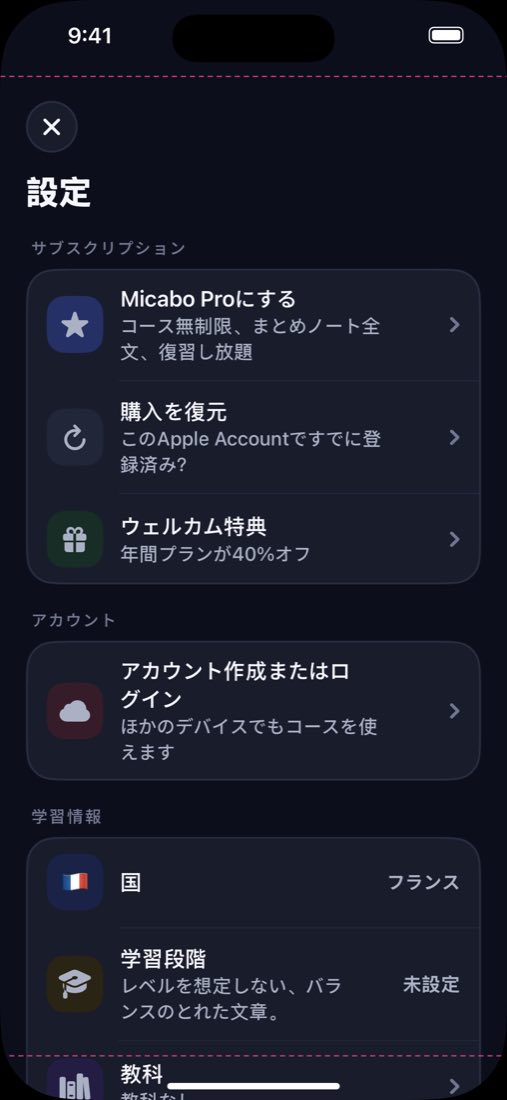 9:41
設定
サブスクリプション
Micabo Proにする
コース無制限、まとめノート全
文、復習し放題
購入を復元
このApple Accountですでに登
録済み?
ウェルカム特典
年間プランが40%オフ
アカウント
アカウント作成またはロ
グイン
ほかのデバイスでもコースを使
えます
学習情報
国
フランス
学習段階
レベルを想定しない、バラ
ンスのとれた文章。
未設定
教科